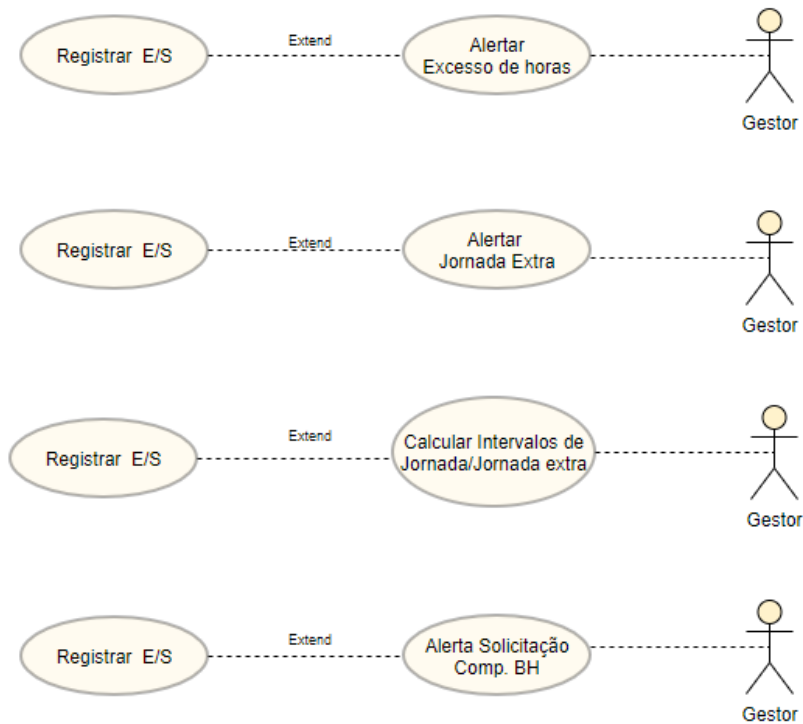 Registrar E/S
Extend
Alertar
Excesso de horas
Gestor
Registrar E/S
Extend
Alertar
Jornada Extra
Gestor
Registrar E/S
Extend
Calcular Intervalos de
Jornada/Jornada extra
Gestor
Registrar E/S
Extend
Alerta Solicitação
Comp. BH
Gestor